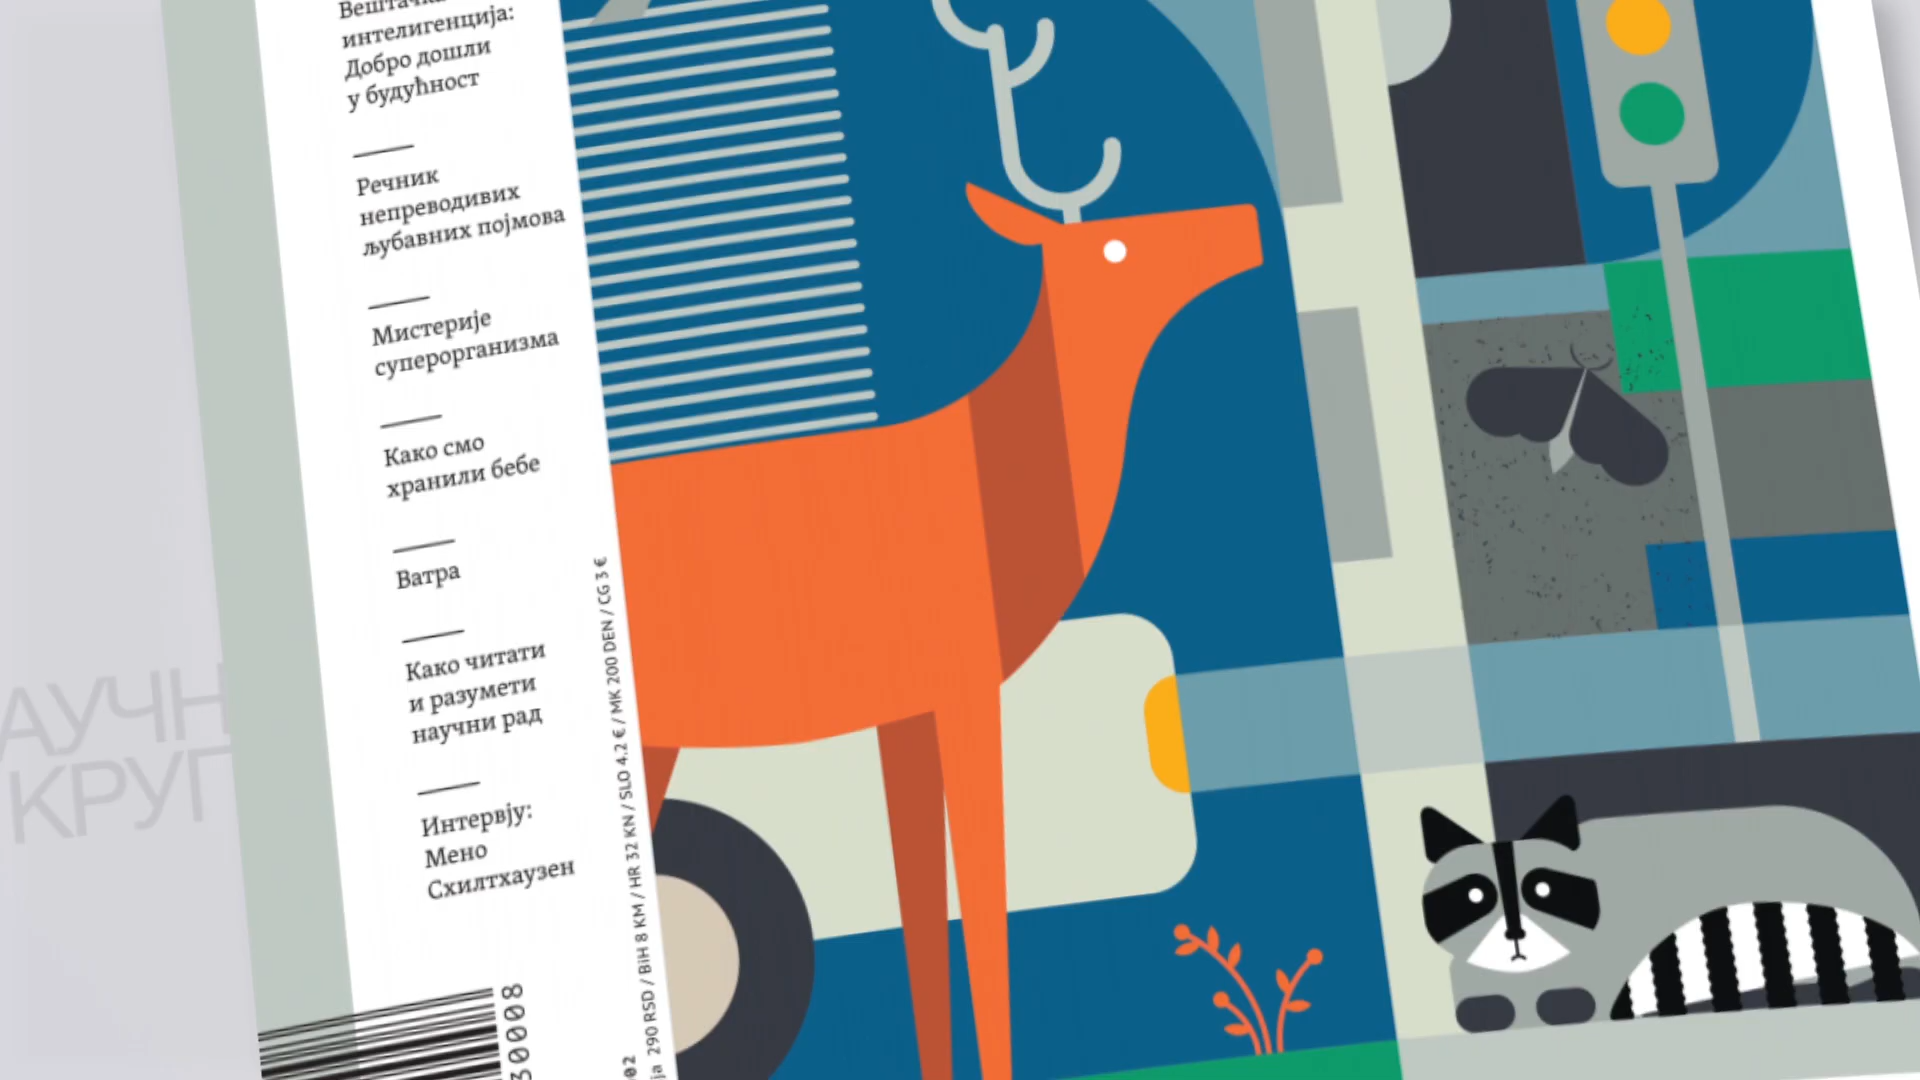 интелигенција:
Добро дошли
у будућност
Речник
непреводивих
љубавних појмова
Мистерије
суперорганизма
Како смо
хранили бебе
Ватра
Како читати
и разумети
научни рад
Интервју:
Мено
Схилтхаузен
290 RSD / BiH 8 KM / HR 32 KN / SLO 4.2 € / MK 200 DEN / CG 3 €